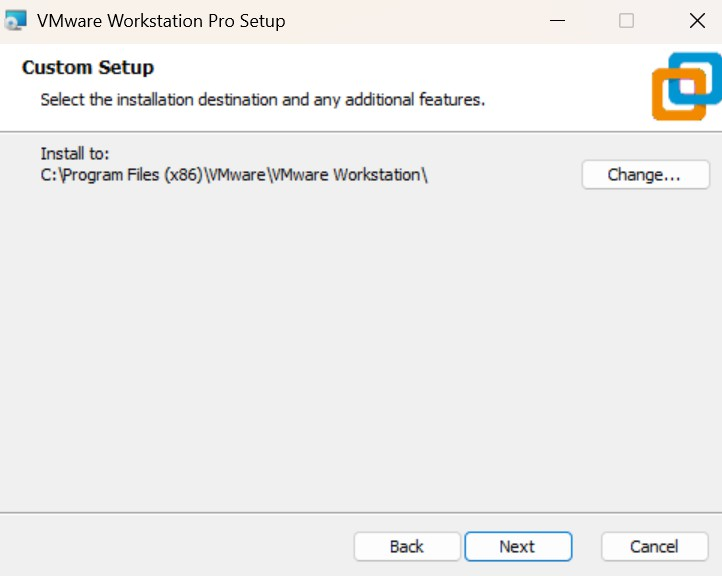 VMware Workstation Pro Setup
Custom Setup
Select the installation destination and any additional features.
Install to:
C:\Program Files (x86)\VMware\VMware Workstation\
Change...
Back
Next
Cancel